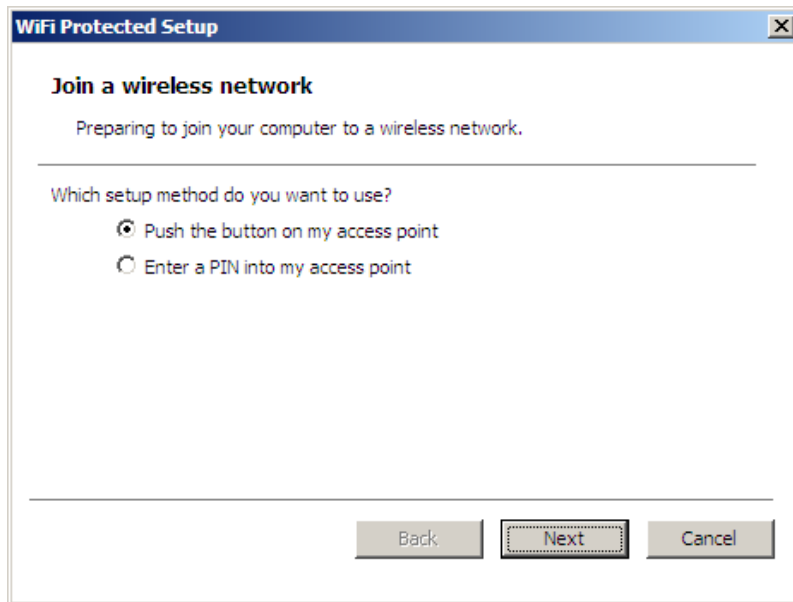 WiFi Protected Setup
Join a wireless network
Preparing to join your computer to a wireless network.
Which setup method do you want to use?
Push the button on my access point
Enter a PIN into my access point
Back Next Cancel